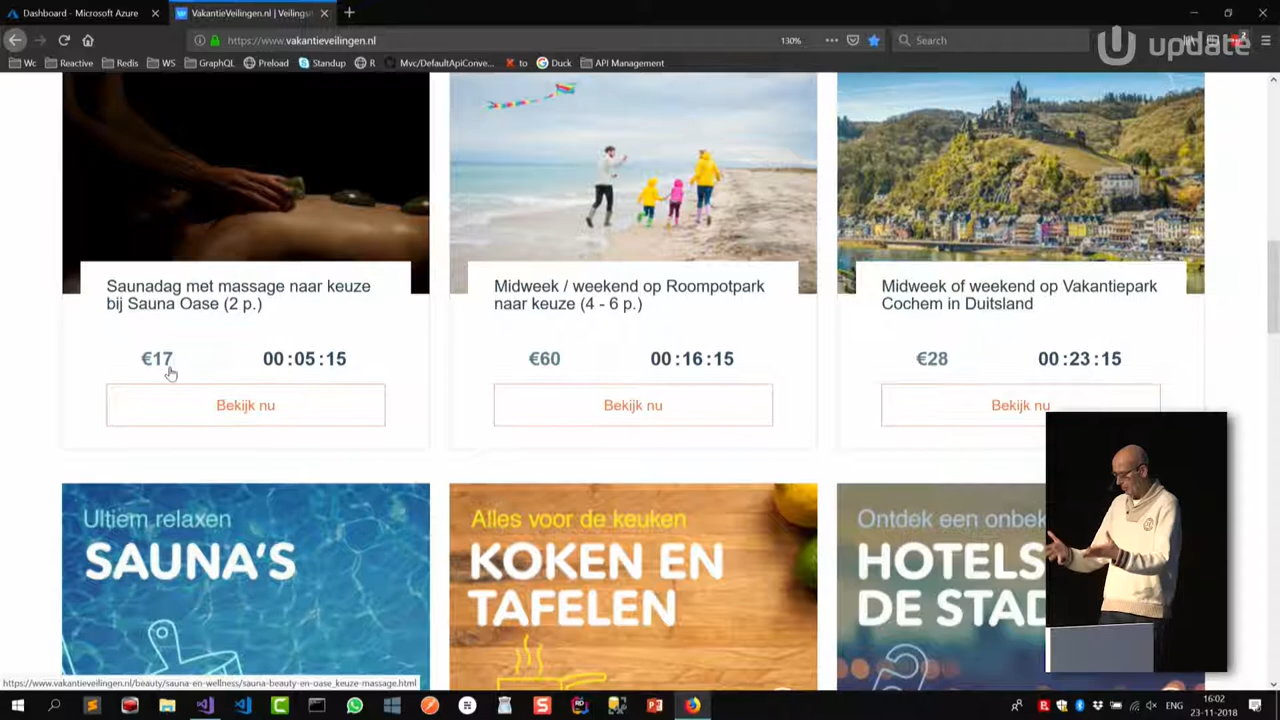 Dashboard - Microsoft Azure
VakantieVeilingen.nl | Veilings
https://www.vakantieveilingen.nl
130%
Search
update
Wc
Reactive
Redis
WS
GraphQL
Preload
Standup
R
Mvc/DefaultApiConve...
to
Duck
API Management
Saunadag met massage naar keuze
bij Sauna Oase (2 p.)
€17
00:05:15
Bekijk nu
Midweek / weekend op Roompotpark
naar keuze (4 - 6 p.)
€60
00:16:15
Bekijk nu
Midweek of weekend op Vakantiepark
Cochem in Duitsland
€28
00:23:15
Bekijk nu
Ultiem relaxen
SAUNA'S
Alles voor de keuken
KOKEN EN
TAFELEN
Ontdek een onbek
HOTELS
DE STAD
https://www.vakantieveilingen.nl/beauty/sauna-en-wellness/sauna-beauty-en-oase_keuze-massage.html
ENG
16:02
23-11-2018